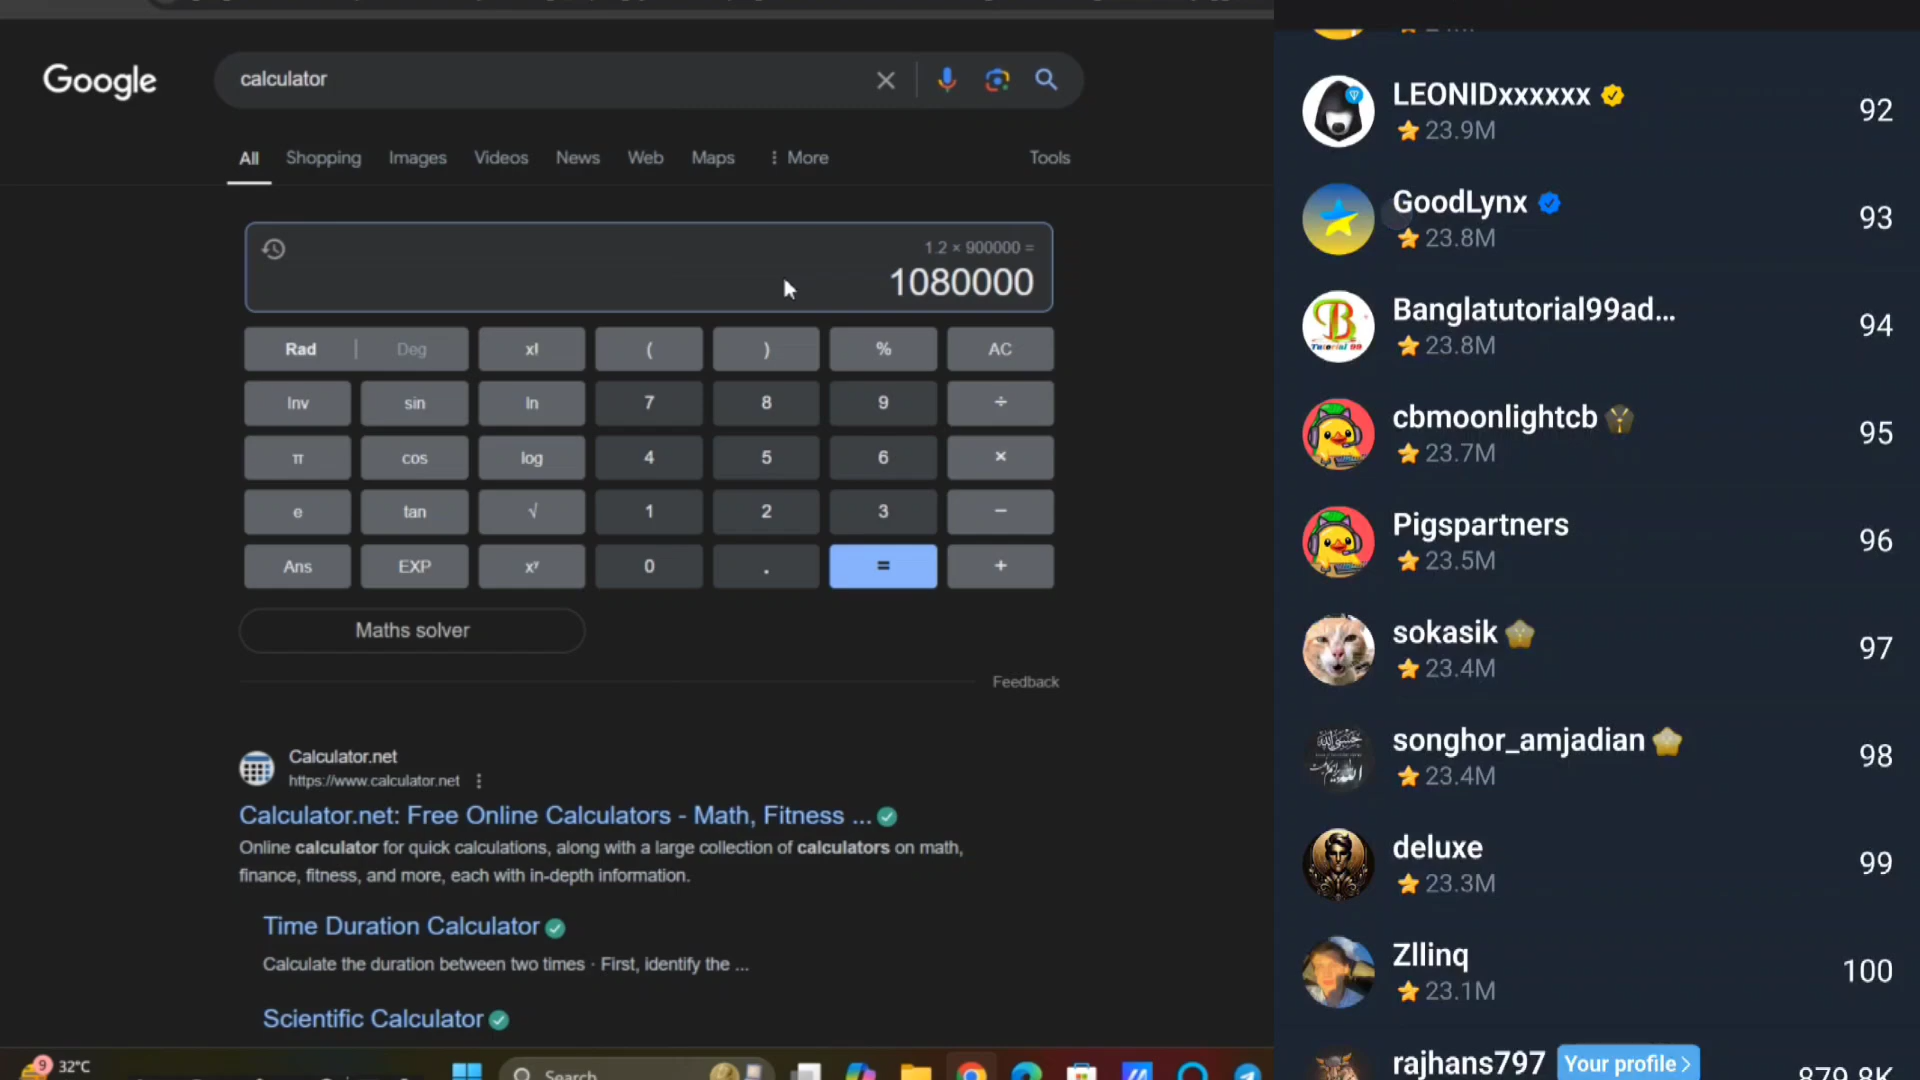 Google
calculator
All Shopping Images Videos News Web Maps More Tools
1.2 × 900000 =
1080000
Rad | Deg x! ( ) % AC
Inv sin ln 7 8 9 ÷
π cos log 4 5 6 ×
e tan √ 1 2 3 −
Ans EXP xʸ 0 . = +
Maths solver
Feedback
Calculator.net
https://www.calculator.net
Calculator.net: Free Online Calculators - Math, Fitness ...
Online calculator for quick calculations, along with a large collection of calculators on math,
finance, fitness, and more, each with in-depth information.
Time Duration Calculator
Calculate the duration between two times · First, identify the ...
Scientific Calculator
9 32°C
Search
LEONIDxxxxxx
23.9M
92
GoodLynx
23.8M
93
Banglatutorial99ad...
23.8M
94
cbmoonlightcb
23.7M
95
Pigspartners
23.5M
96
sokasik
23.4M
97
songhor_amjadian
23.4M
98
deluxe
23.3M
99
Zllinq
23.1M
100
rajhans797 Your profile >
879.8K